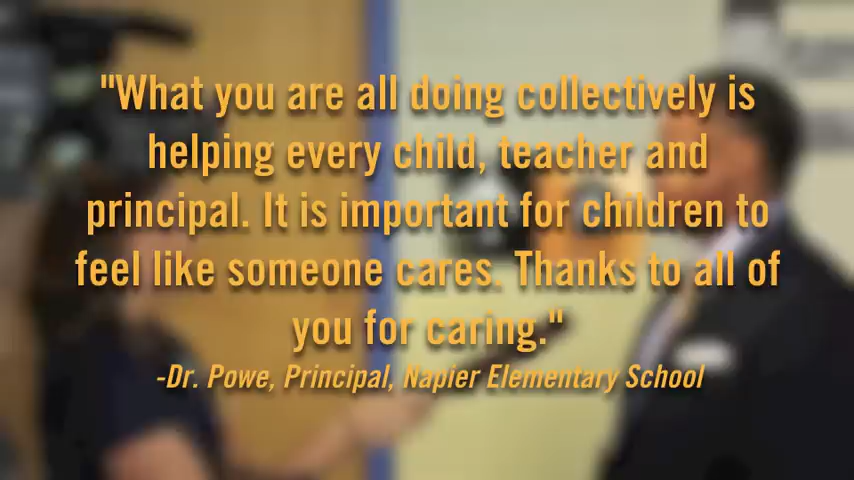 "What you are all doing collectively is
helping every child, teacher and
principal. It is important for children to
feel like someone cares. Thanks to all of
you for caring."
-Dr. Powe, Principal, Napier Elementary School